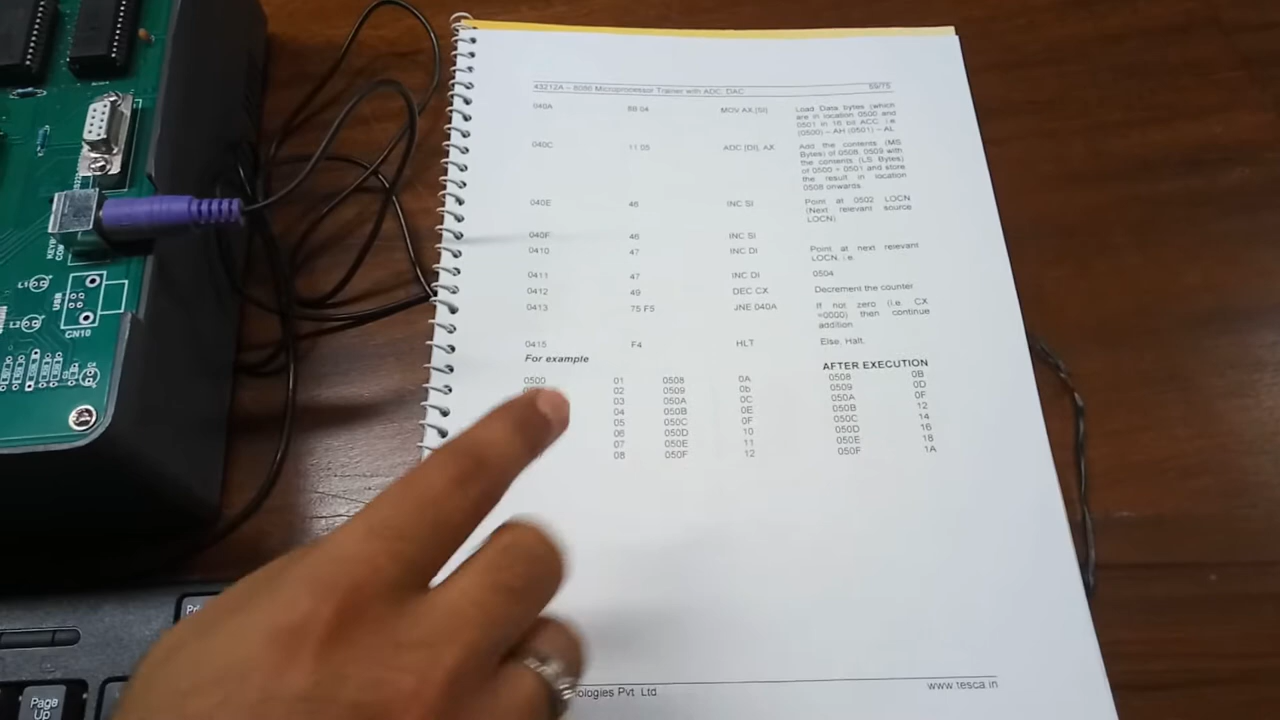 43212A – 8086 Microprocessor Trainer with ADC, DAC 69/75
040A 8B 04 MOV AX,[SI] Load Data bytes (which
are in location 0500 and
0501 in 16 bit ACC. i.e.
(0500) – AH (0501) – AL
040C 11 05 ADC [DI], AX Add the contents (MS
Bytes) of 0508, 0509 with
the contents (LS Bytes)
of 0500 + 0501 and store
the result in location
0508 onwards
040E 46 INC SI Point at 0502 LOCN
(Next relevant source
LOCN)
040F 46 INC SI
0410 47 INC DI Point at next relevant
LOCN. i.e.
0411 47 INC DI 0504
0412 49 DEC CX Decrement the counter
0413 75 F5 JNE 040A If not zero (i.e. CX
=0000) then continue
addition
0415 F4 HLT Else, Halt.
For example AFTER EXECUTION
0500 01 0508 0A 0508 0B
02 0509 0b 0509 0D
03 050A 0C 050A 0F
04 050B 0E 050B 12
05 050C 0F 050C 14
06 050D 10 050D 16
07 050E 11 050E 18
08 050F 12 050F 1A
ologies Pvt. Ltd. www.tesca.in
KEYB
USB
CN10
Page
Up